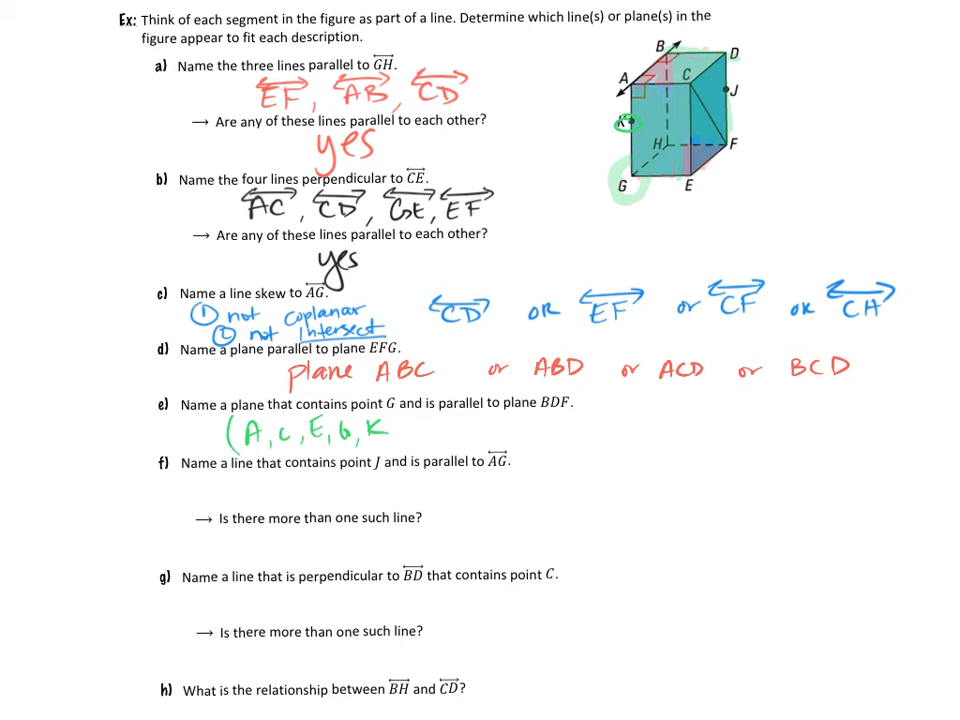 Ex: Think of each segment in the figure as part of a line. Determine which line(s) or plane(s) in the
figure appear to fit each description.
a) Name the three lines parallel to GH.
EF, AB, CD
→ Are any of these lines parallel to each other?
yes
b) Name the four lines perpendicular to CE.
AC, CD, GE, EF
→ Are any of these lines parallel to each other?
yes
c) Name a line skew to AG.
① not coplanar
② not intersect
CD OR EF or CF OR CH
d) Name a plane parallel to plane EFG.
plane ABC or ABD or ACD or BCD
e) Name a plane that contains point G and is parallel to plane BDF.
(A, C, E, G, K
f) Name a line that contains point J and is parallel to AG.
→ Is there more than one such line?
g) Name a line that is perpendicular to BD that contains point C.
→ Is there more than one such line?
h) What is the relationship between BH and CD?
B
D
A
C
J
K
H
F
G
E